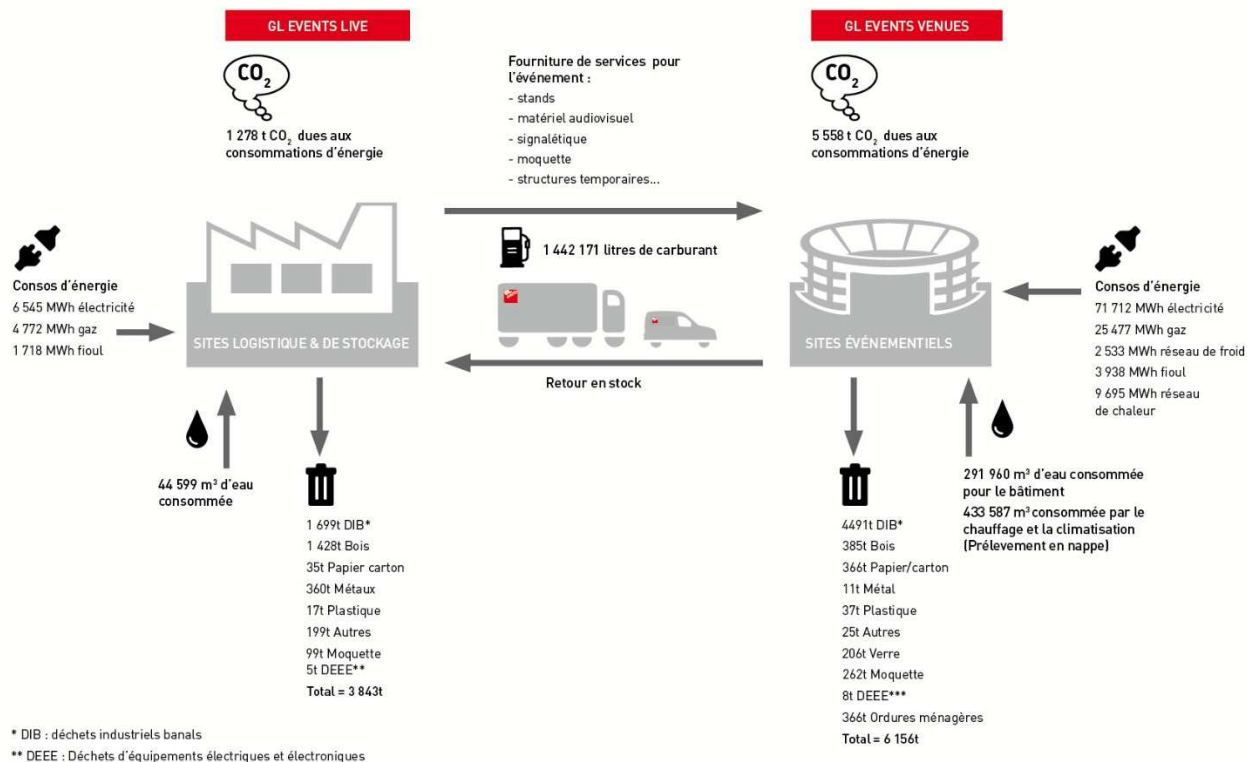 GL EVENTS LIVE
CO₂
1 278 t CO₂ dues aux
consommations d'énergie
Fourniture de services pour
l'événement :
- stands
- matériel audiovisuel
- signalétique
- moquette
- structures temporaires...
GL EVENTS VENUES
CO₂
5 558 t CO₂ dues aux
consommations d'énergie
Consos d'énergie
6 545 MWh électricité
4 772 MWh gaz
1 718 MWh fioul
SITES LOGISTIQUE & DE STOCKAGE
1 442 171 litres de carburant
Retour en stock
SITES ÉVÉNEMENTIELS
Consos d'énergie
71 712 MWh électricité
25 477 MWh gaz
2 533 MWh réseau de froid
3 938 MWh fioul
9 695 MWh réseau
de chaleur
44 599 m³ d'eau
consommée
1 699t DIB*
1 428t Bois
35t Papier carton
360t Métaux
17t Plastique
199t Autres
99t Moquette
5t DEEE**
Total = 3 843t
4491t DIB*
385t Bois
366t Papier/carton
11t Métal
37t Plastique
25t Autres
206t Verre
262t Moquette
8t DEEE***
366t Ordures ménagères
Total = 6 156t
291 960 m³ d'eau consommée
pour le bâtiment
433 587 m³ consommée par le
chauffage et la climatisation
(Prélevement en nappe)
* DIB : déchets industriels banals
** DEEE : Déchets d'équipements électriques et électroniques